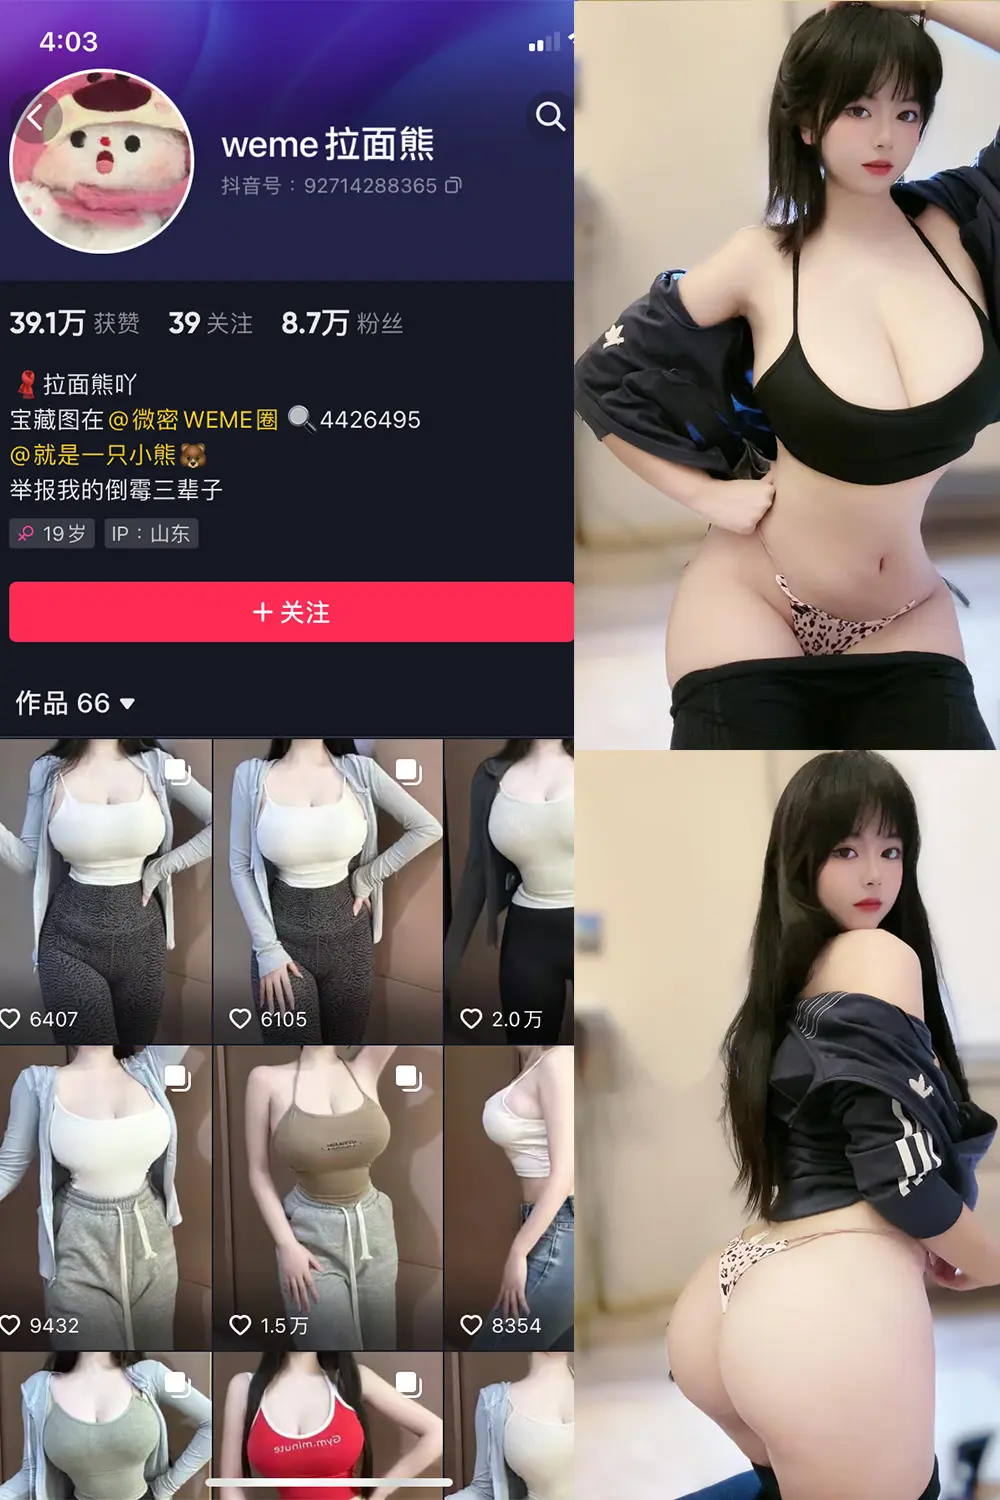 4:03
weme拉面熊
抖音号：92714288365
39.1万 获赞 39 关注 8.7万 粉丝
拉面熊吖
宝藏图在@微密WEME圈 🔍4426495
@就是一只小熊🐻
举报我的倒霉三辈子
19岁 IP：山东
+ 关注
作品 66
6407 6105 2.0万
9432 1.5万 8354
Gym.minute